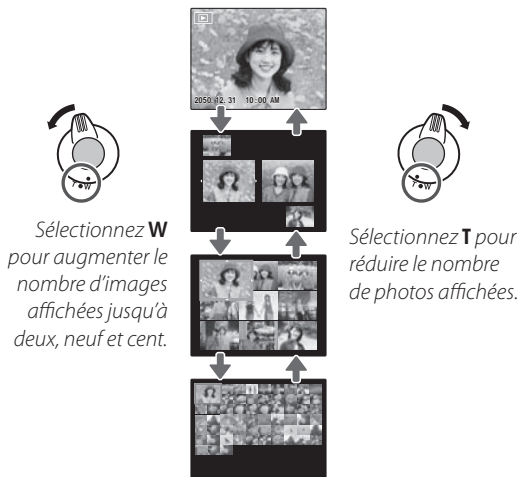 2050. 12. 31 10:00 AM
Sélectionnez W
pour augmenter le
nombre d'images
affichées jusqu'à
deux, neuf et cent.
Sélectionnez T pour
réduire le nombre
de photos affichées.